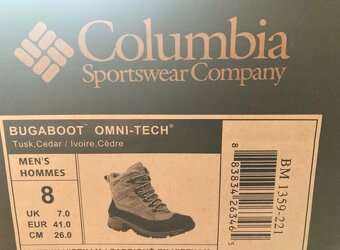 Columbia
Sportswear Company
BUGABOOT™ OMNI-TECH®
Tusk,Cedar / Ivoire,Cèdre
MEN'S
HOMMES
8
UK 7.0
EUR 41.0
CM 26.0
BM 1359-221